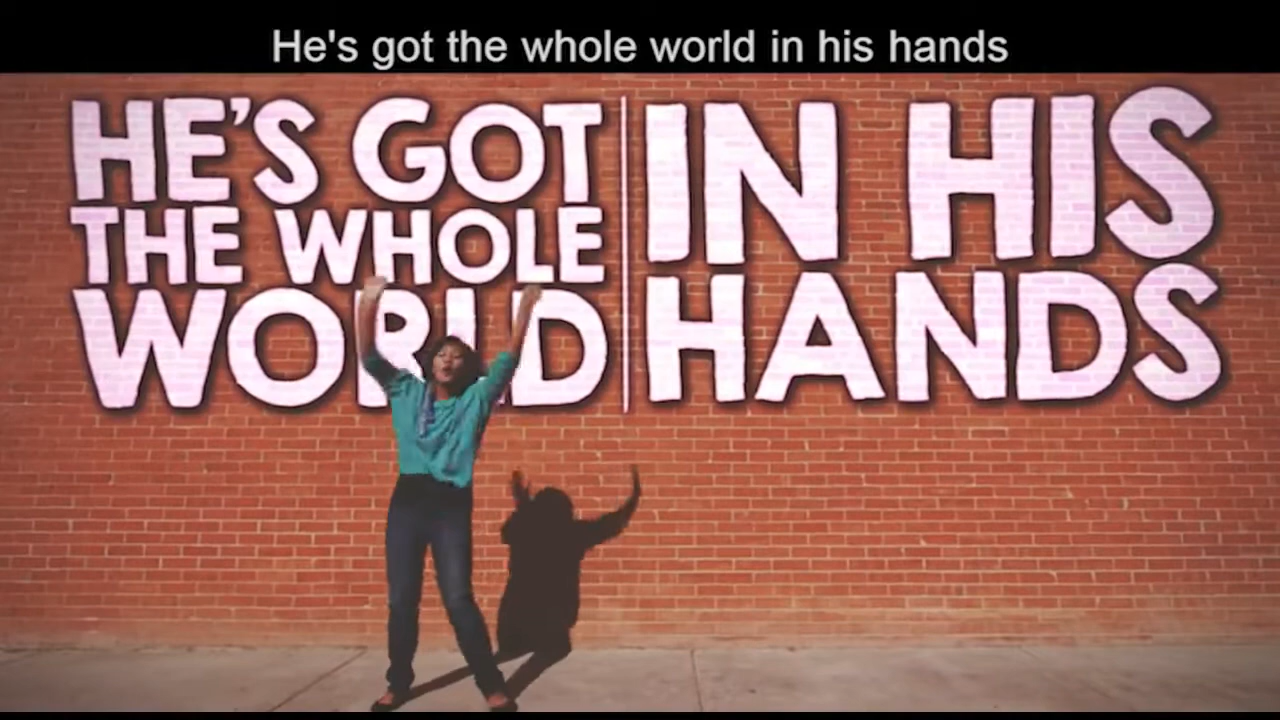 He's got the whole world in his hands
HE'S GOT
THE WHOLE
WORLD
IN HIS
HANDS